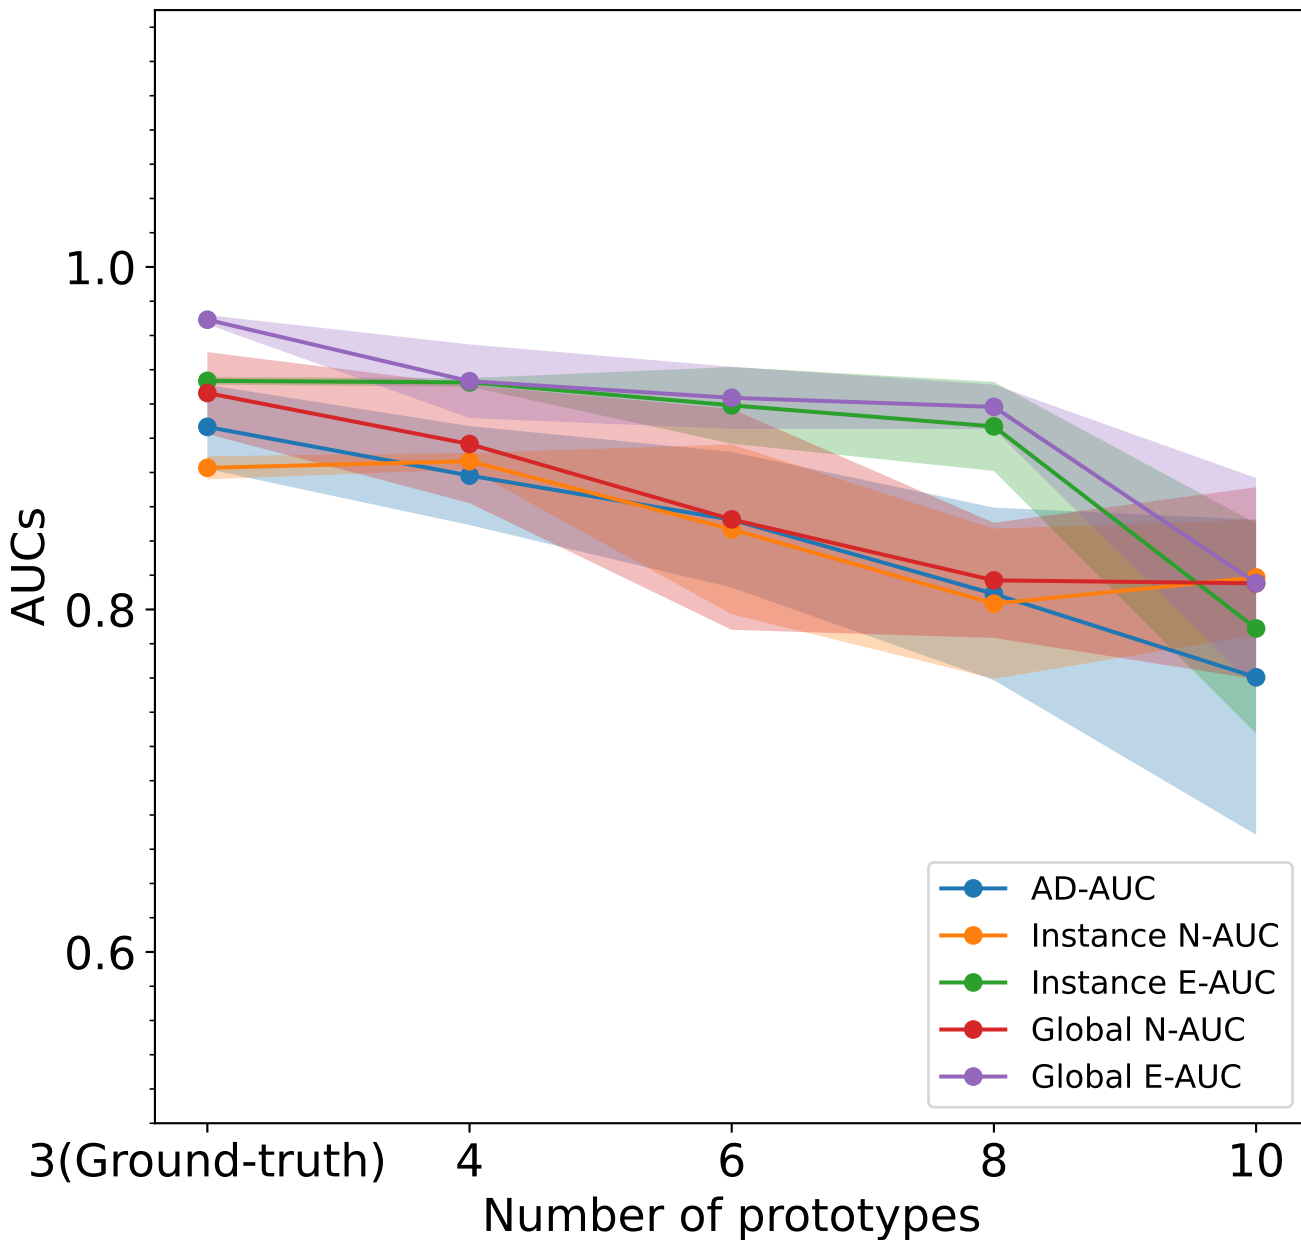 1.0
0.8
0.6
AUCs
3(Ground-truth) 4 6 8 10
Number of prototypes
AD-AUC
Instance N-AUC
Instance E-AUC
Global N-AUC
Global E-AUC